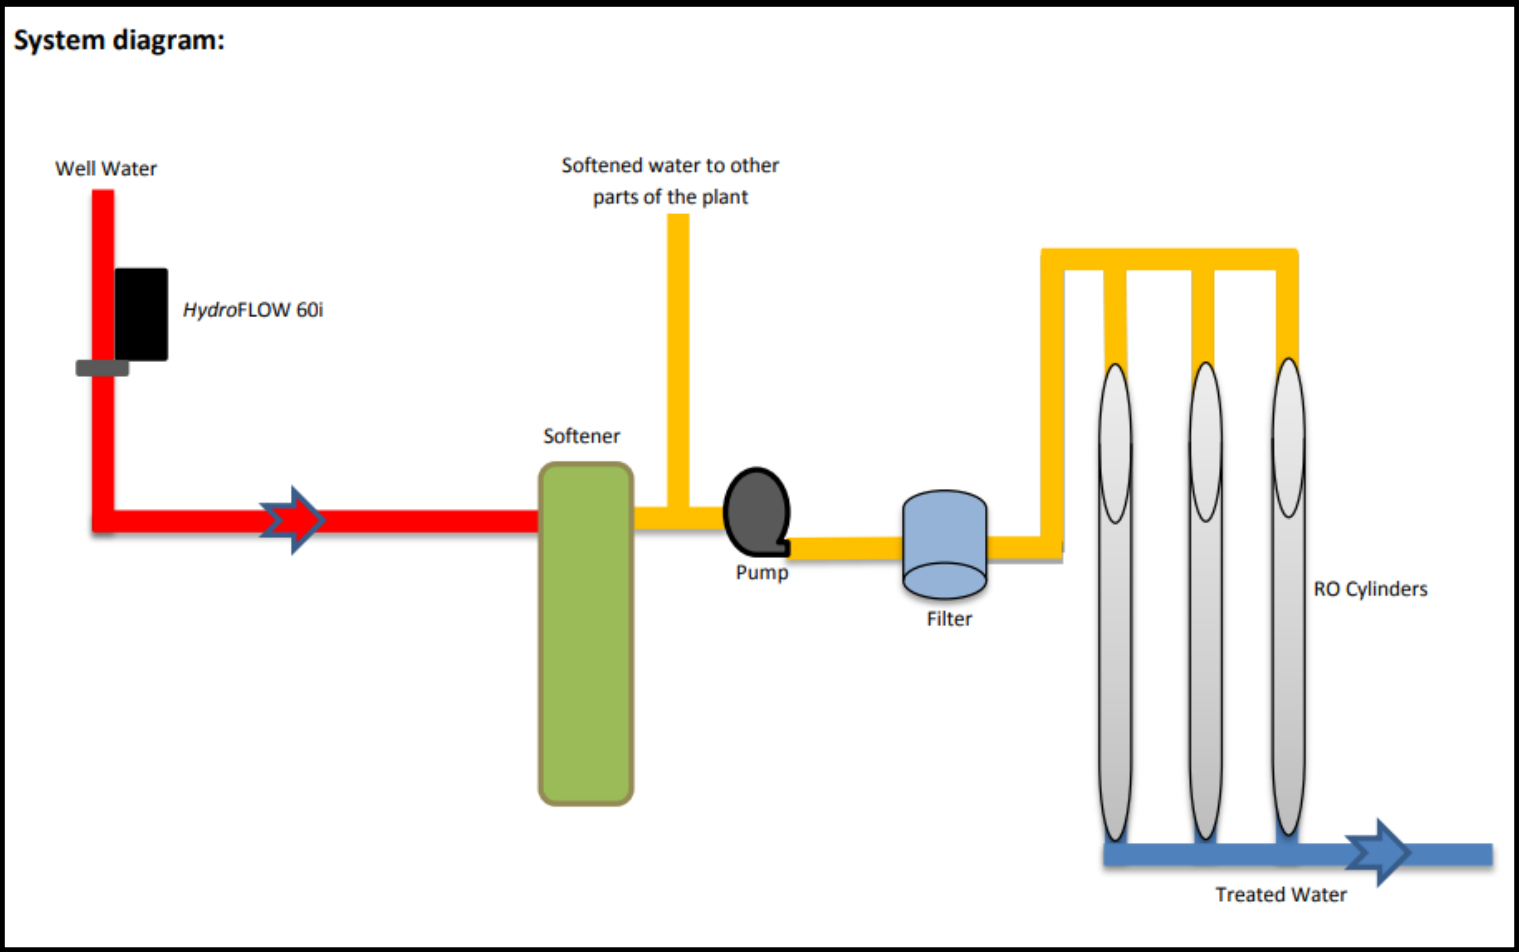 System diagram:
Well Water
Softened water to other
parts of the plant
HydroFLOW 60i
Softener
Pump
Filter
RO Cylinders
Treated Water